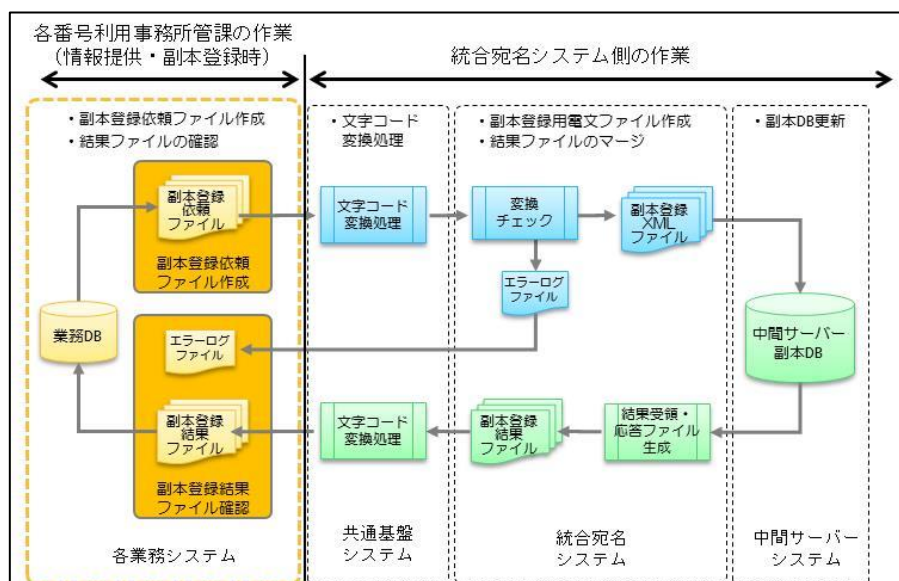 各番号利用事務所管課の作業
(情報提供・副本登録時)
統合宛名システム側の作業
・副本登録依頼ファイル作成
・結果ファイルの確認
・文字コード
変換処理
・副本登録用電文ファイル作成
・結果ファイルのマージ
・副本DB更新
副本登録
依頼
ファイル
副本登録依頼
ファイル作成
文字コード
変換処理
変換
チェック
副本登録
XML
ファイル
エラーログ
ファイル
業務DB
エラーログ
ファイル
中間サーバー
副本DB
副本登録
結果
ファイル
副本登録結果
ファイル確認
文字コード
変換処理
副本登録
結果
ファイル
結果受領・
応答ファイル
生成
各業務システム
共通基盤
システム
統合宛名
システム
中間サーバー
システム